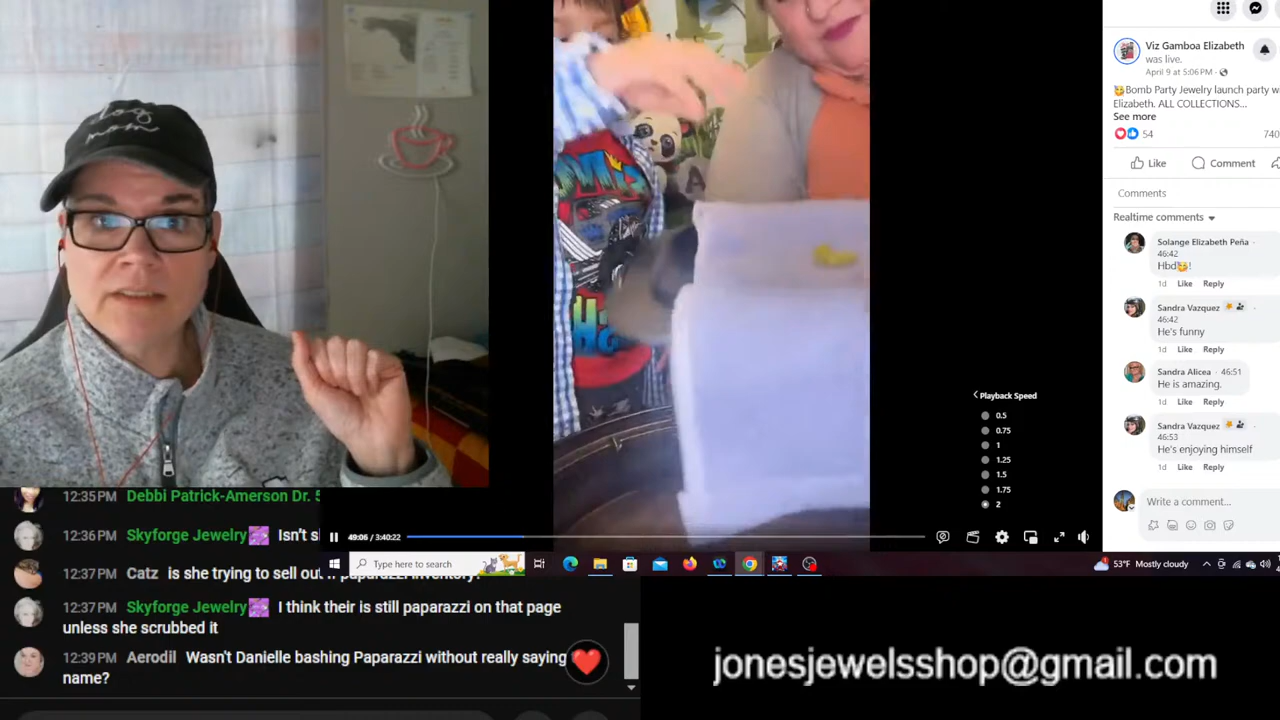 dog
mom
Viz Gamboa Elizabeth
was live.
April 9 at 5:06 PM
Bomb Party Jewelry launch party w
Elizabeth. ALL COLLECTIONS...
See more
54
740
Like
Comment
Comments
Realtime comments
Solange Elizabeth Peña
46:42
Hbd🥰!
1d Like Reply
Sandra Vazquez
46:42
He's funny
1d Like Reply
Sandra Alicea 46:51
He is amazing.
1d Like Reply
Sandra Vazquez
46:53
He's enjoying himself
1d Like Reply
Write a comment...
Playback Speed
0.5
0.75
1
1.25
1.5
1.75
2
49:06 / 3:40:22
Type here to search
53°F Mostly cloudy
12:35PM Debbi Patrick-Amerson Dr. 5
12:36PM Skyforge Jewelry Isn't s
12:37PM Catz is she trying to sell out paparazzi inventory?
12:37PM Skyforge Jewelry I think their is still paparazzi on that page
unless she scrubbed it
12:39PM Aerodil Wasn't Danielle bashing Paparazzi without really saying
name?
jonesjewelsshop@gmail.com